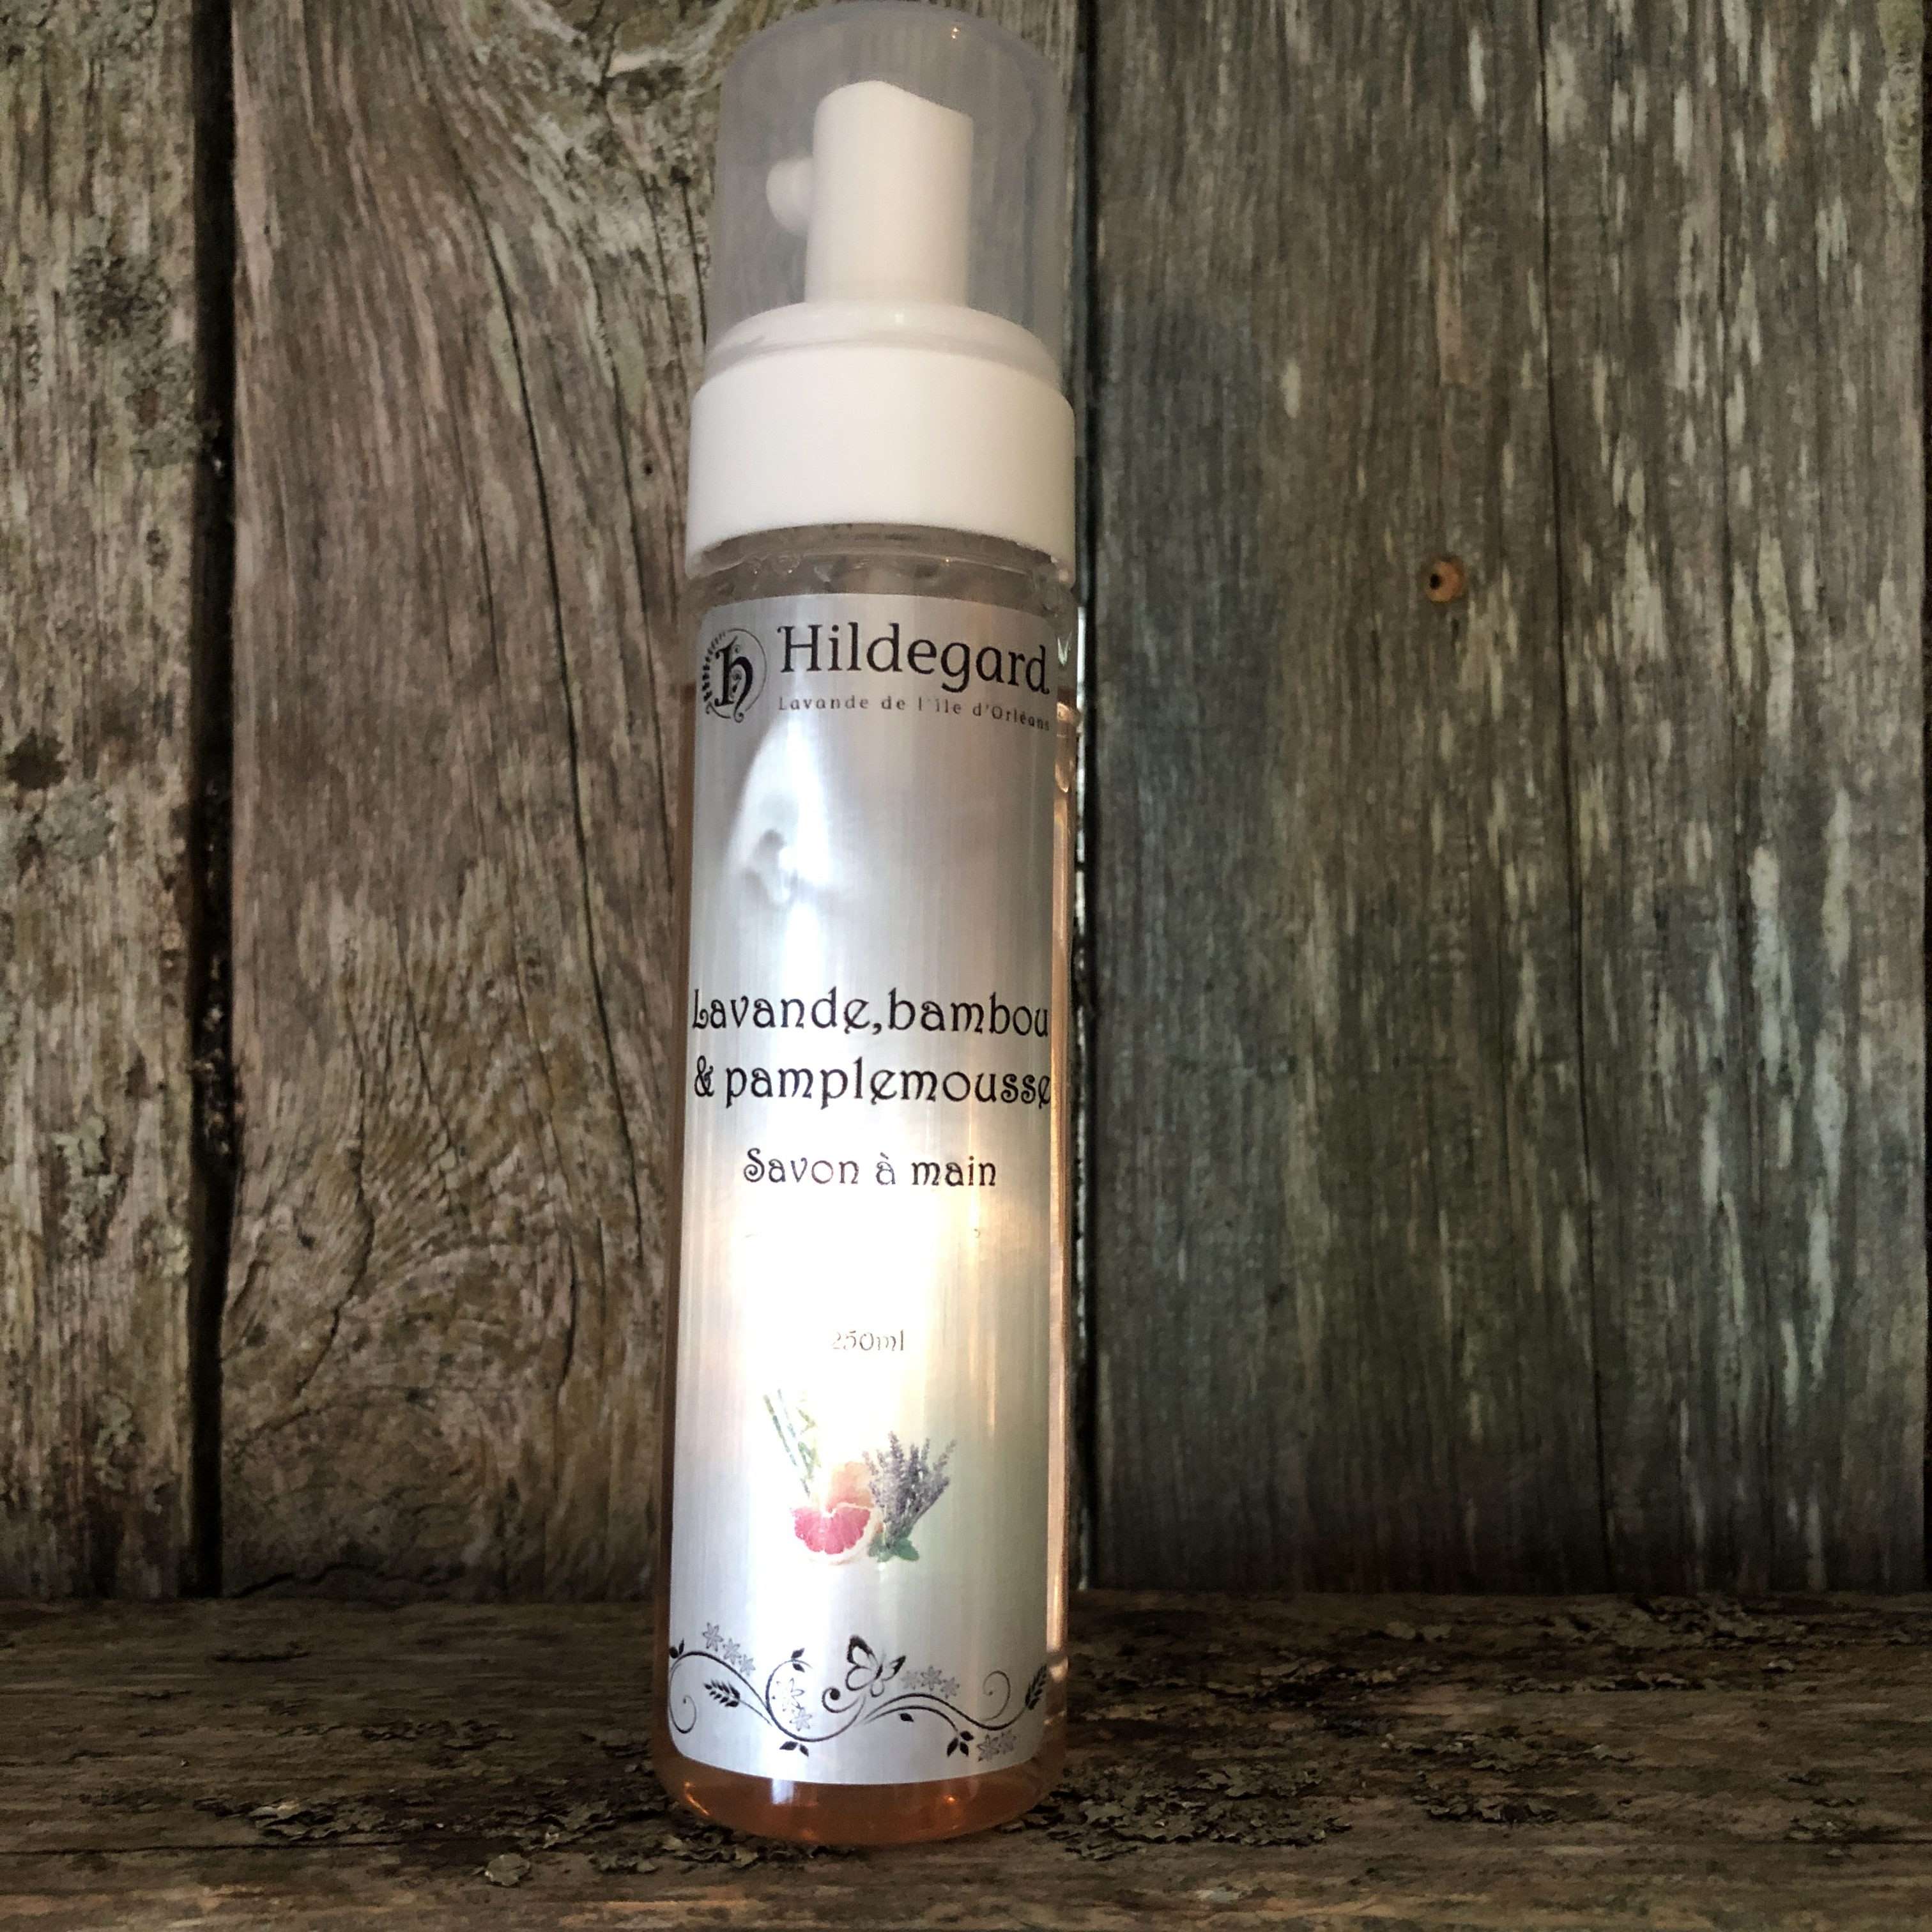 h Hildegard
Lavande de l'île d'Orléans
Lavande, bambou
& pamplemousse
Savon à main
250ml